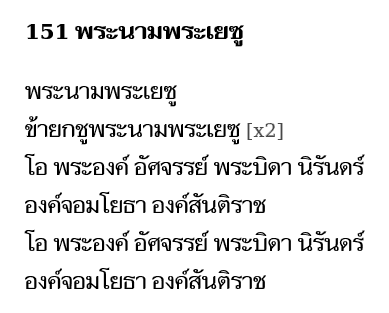 151 พระนามพระเยซู
พระนามพระเยซู
ข้ายกชูพระนามพระเยซู [x2]
โอ พระองค์ อัศจรรย์ พระบิดา นิรันดร์
องค์จอมโยธา องค์สันติราช
โอ พระองค์ อัศจรรย์ พระบิดา นิรันดร์
องค์จอมโยธา องค์สันติราช